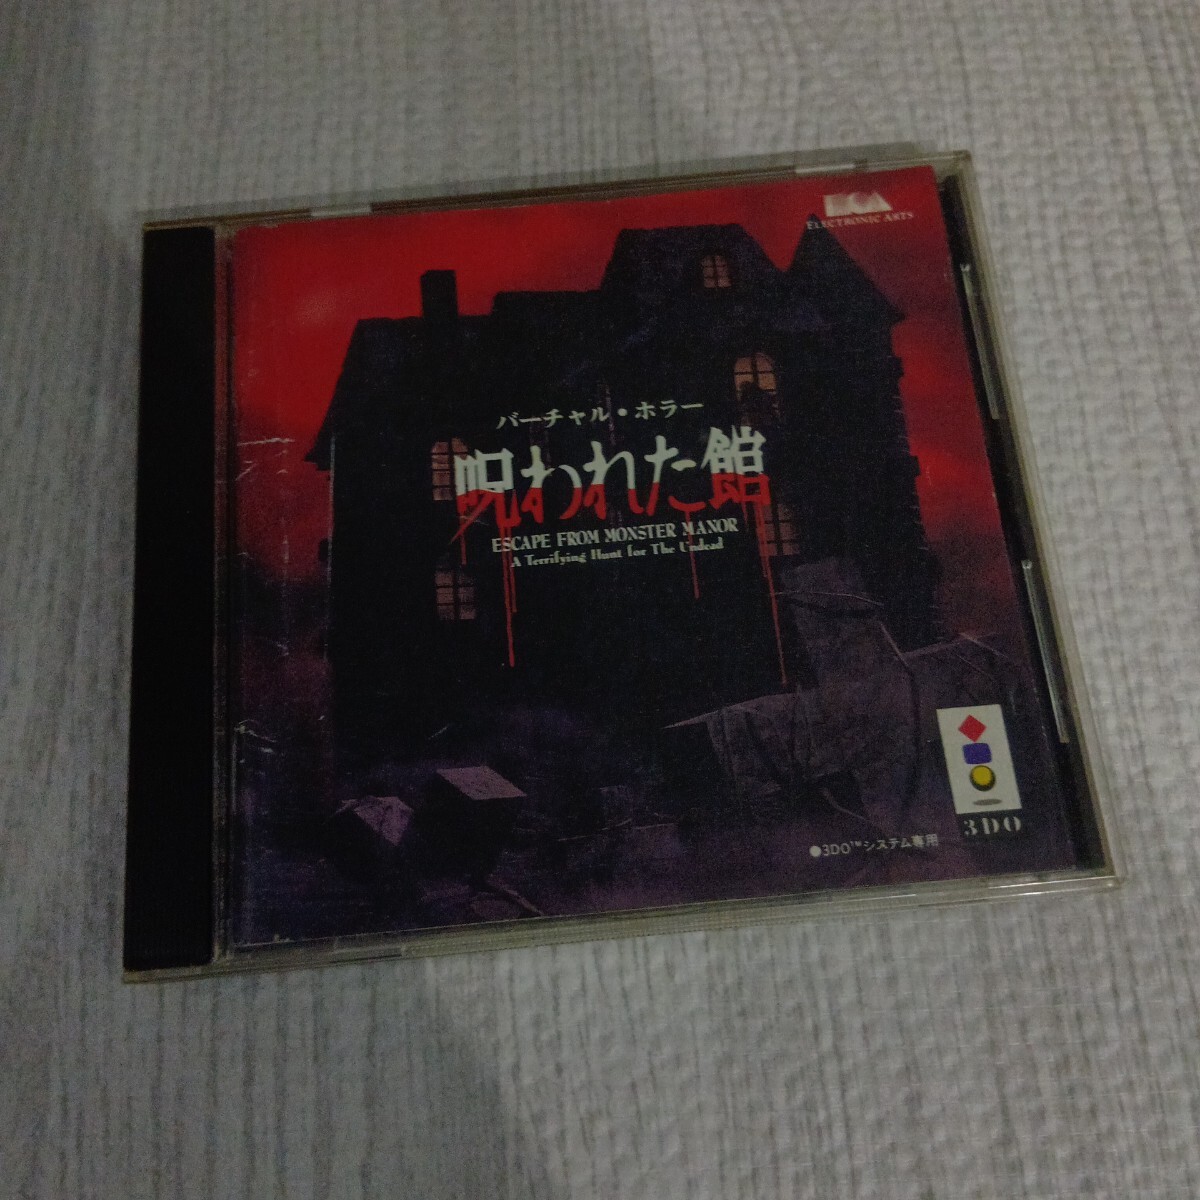 ELECTRONIC ARTS
バーチャル・ホラー
呪われた館
ESCAPE FROM MONSTER MANOR
A Terrifying Hunt for The Undead
3DO
●3DO™システム専用